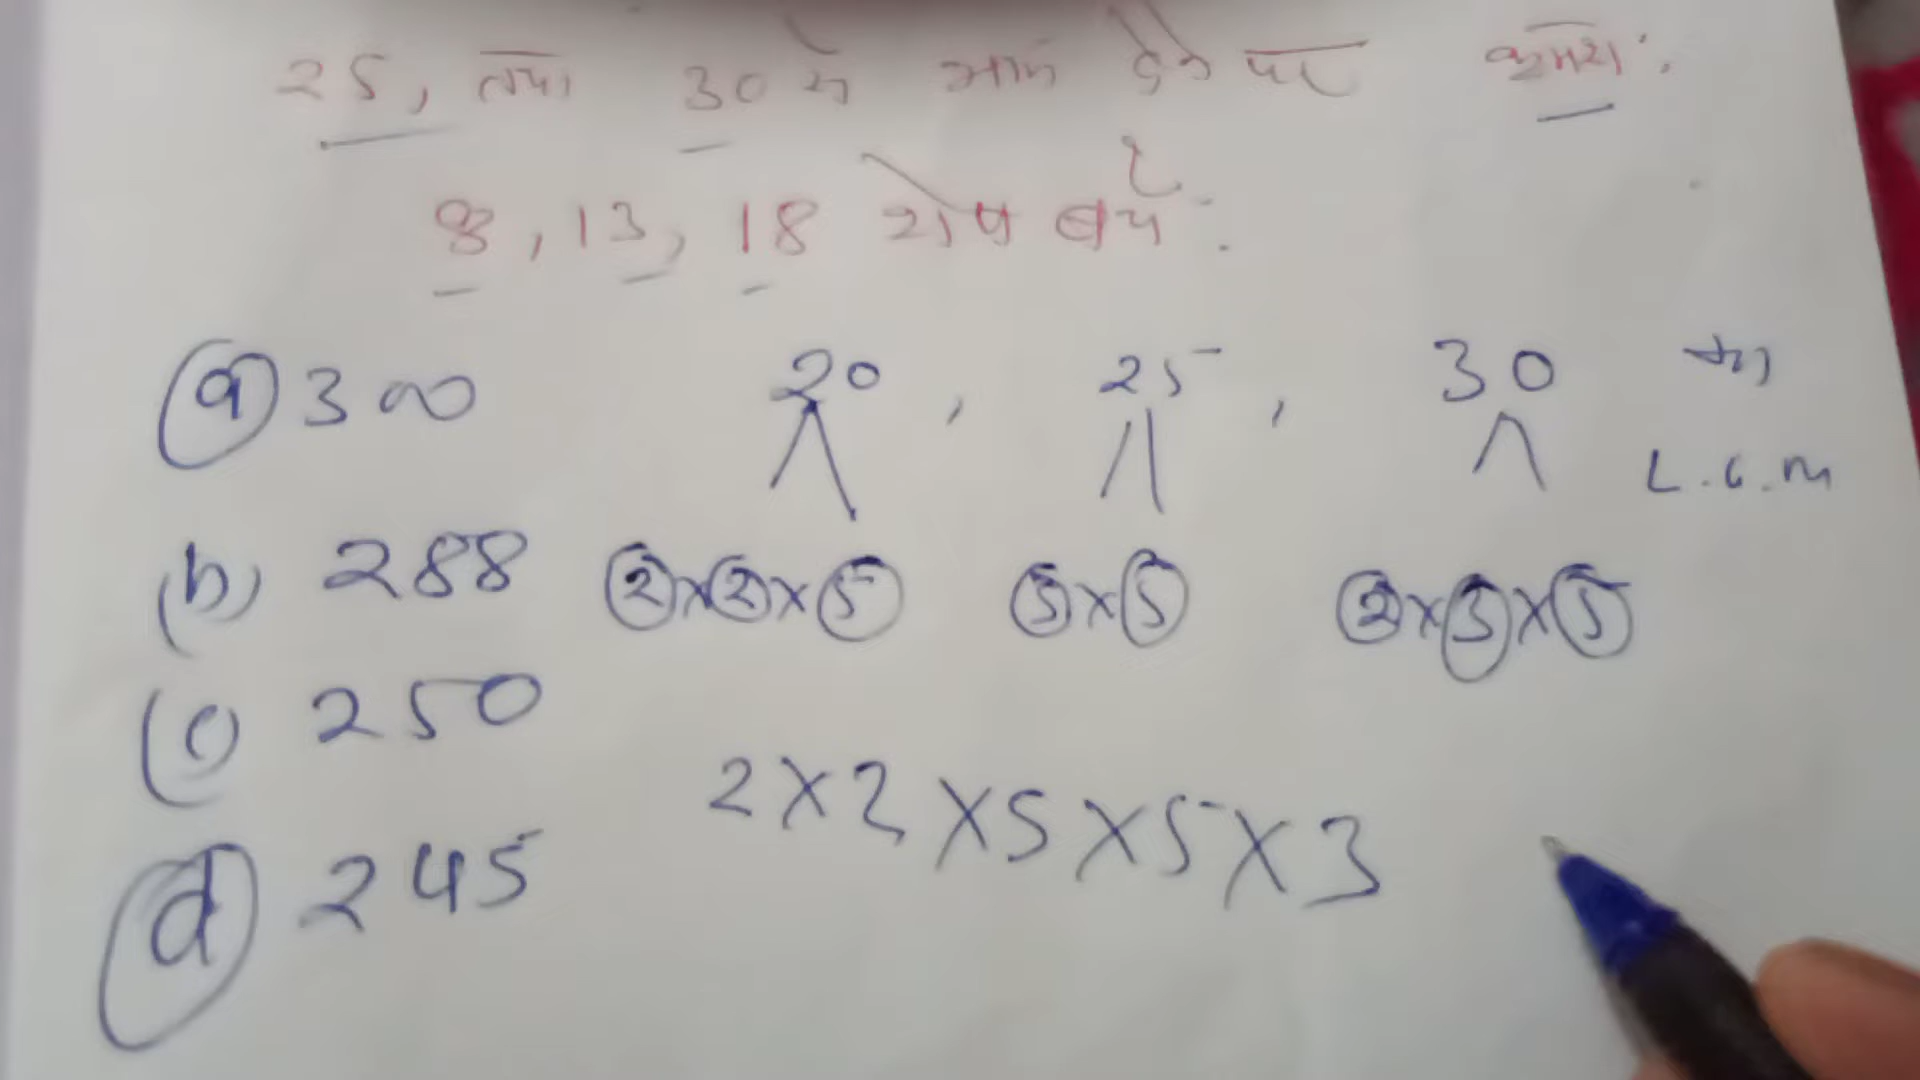 25, तथा 30 से भाग देने पर क्रमशः
8, 13, 18 शेष बचे.
(a) 300
20, 25, 30 का
L.C.M
(b) 288
2×2×5 5×5 2×3×5
(c) 250
2×2×5×5×3
(d) 245